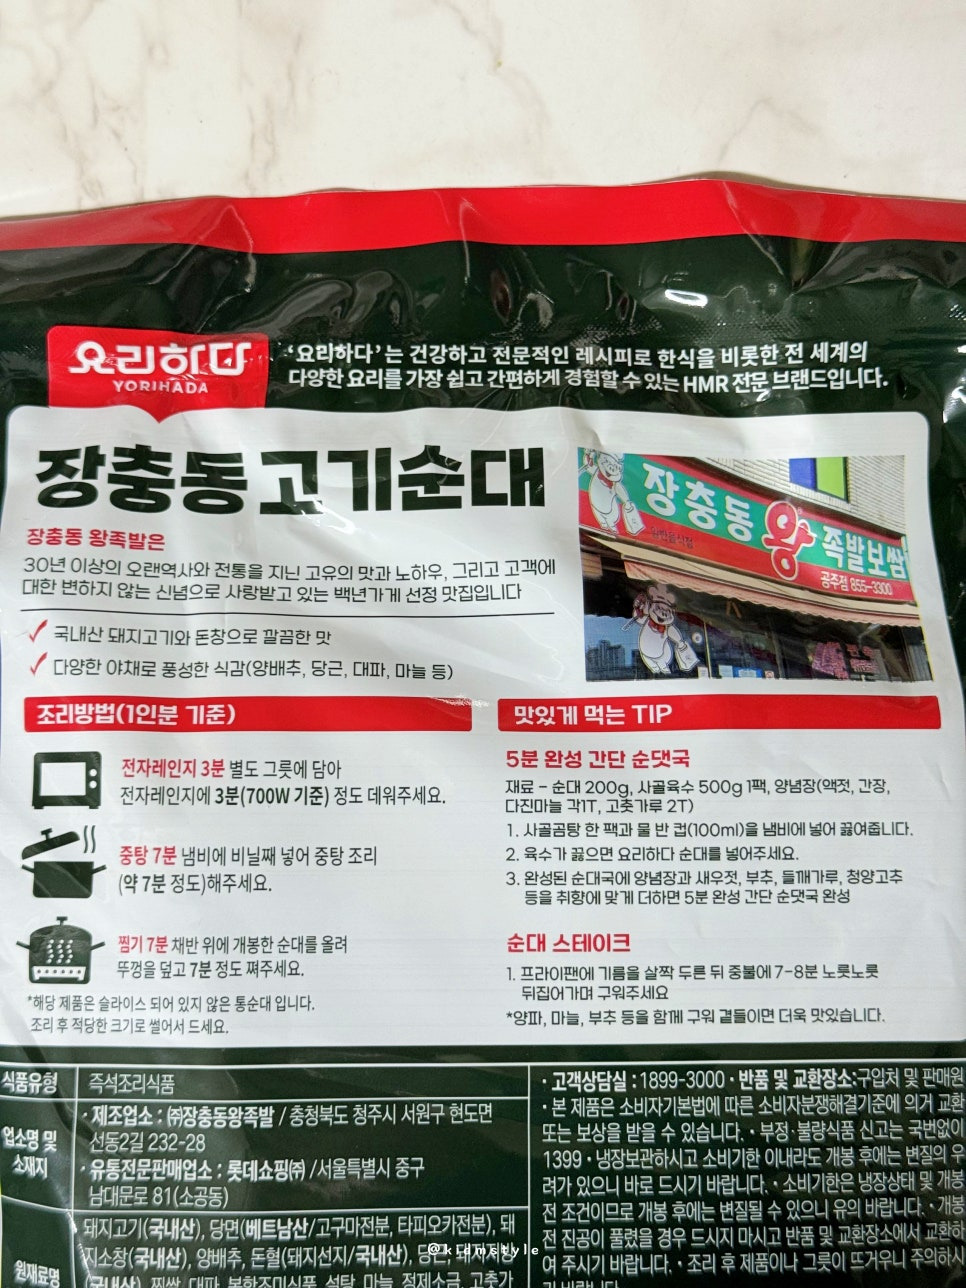 요리하다
YORIHADA
‘요리하다’는 건강하고 전문적인 레시피로 한식을 비롯한 전 세계의
다양한 요리를 가장 쉽고 간편하게 경험할 수 있는 HMR 전문 브랜드입니다.
장충동고기순대
장충동 왕족발은
30년 이상의 오랜역사와 전통을 지닌 고유의 맛과 노하우, 그리고 고객에
대한 변하지 않는 신념으로 사랑받고 있는 백년가게 선정 맛집입니다
국내산 돼지고기와 돈창으로 깔끔한 맛
다양한 야채로 풍성한 식감(양배추, 당근, 대파, 마늘 등)
장충동 왕 족발보쌈
공주점 855-3300
조리방법(1인분 기준)
전자레인지 3분 별도 그릇에 담아
전자레인지에 3분(700W 기준) 정도 데워주세요.
중탕 7분 냄비에 비닐째 넣어 중탕 조리
(약 7분 정도)해주세요.
찜기 7분 채반 위에 개봉한 순대를 올려
뚜껑을 덮고 7분 정도 쪄주세요.
*해당 제품은 슬라이스 되어 있지 않은 통순대 입니다.
조리 후 적당한 크기로 썰어서 드세요.
맛있게 먹는 TIP
5분 완성 간단 순댓국
재료 - 순대 200g, 사골육수 500g 1팩, 양념장(액젓, 간장,
다진마늘 각1T, 고춧가루 2T)
1. 사골곰탕 한 팩과 물 반 컵(100ml)을 냄비에 넣어 끓여줍니다.
2. 육수가 끓으면 요리하다 순대를 넣어주세요.
3. 완성된 순대국에 양념장과 새우젓, 부추, 들깨가루, 청양고추
등을 취향에 맞게 더하면 5분 완성 간단 순댓국 완성
순대 스테이크
1. 프라이팬에 기름을 살짝 두른 뒤 중불에 7-8분 노릇노릇
뒤집어가며 구워주세요
*양파, 마늘, 부추 등을 함께 구워 곁들이면 더욱 맛있습니다.
식품유형
즉석조리식품
업소명 및
소재지
· 제조업소 : ㈜장충동왕족발 / 충청북도 청주시 서원구 현도면
선동2길 232-28
· 유통전문판매업소 : 롯데쇼핑㈜ /서울특별시 중구
남대문로 81(소공동)
원재료명
돼지고기(국내산), 당면(베트남산/고구마전분, 타피오카전분), 돼
지소창(국내산), 양배추, 돈혈(돼지선지/국내산), 당근(
국내산), 찹쌀, 대파, 복합조미식품, 설탕, 마늘, 정제소금, 고춧가
· 고객상담실 : 1899-3000 · 반품 및 교환장소:구입처 및 판매원
· 본 제품은 소비자기본법에 따른 소비자분쟁해결기준에 의거 교환
또는 보상을 받을 수 있습니다. · 부정·불량식품 신고는 국번없이
1399 · 냉장보관하시고 소비기한 이내라도 개봉 후에는 변질의 우
려가 있으니 바로 드시기 바랍니다. · 소비기한은 냉장상태 및 개봉
전 조건이므로 개봉 후에는 변질될 수 있으니 유의 바랍니다. · 개봉
전 진공이 풀렸을 경우 드시지 마시고 반품 및 교환장소에서 교환하
여 주시기 바랍니다. · 조리 후 제품이나 그릇이 뜨거우니 주의하시
기 바랍니다.
@kiemstyle